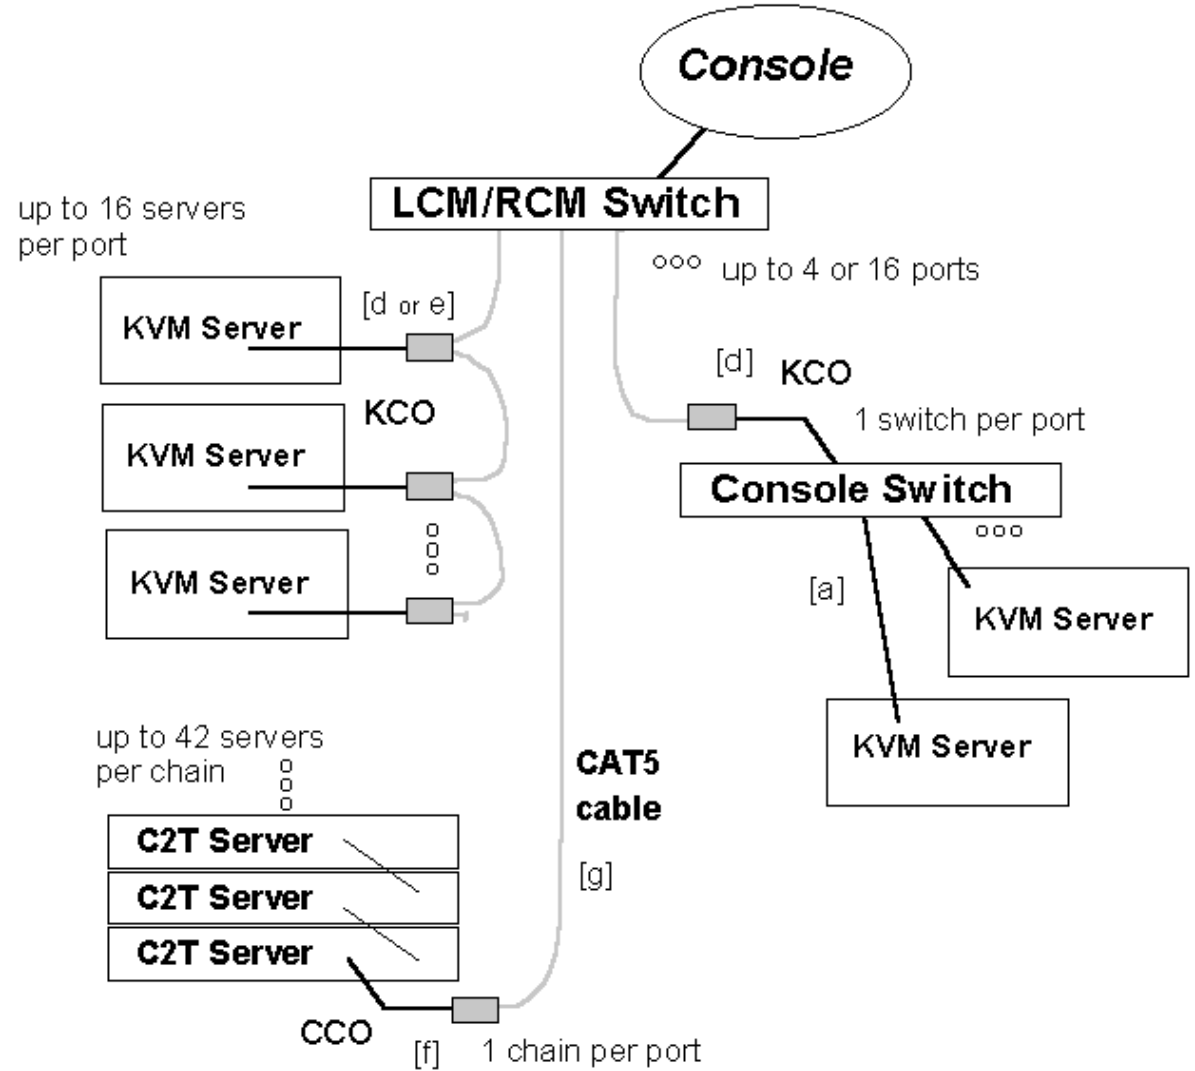 Console
LCM/RCM Switch
up to 16 servers
per port
ooo up to 4 or 16 ports
KVM Server
[d or e]
[d] KCO
KCO
1 switch per port
KVM Server
Console Switch
ooo
ooo
KVM Server
[a]
KVM Server
KVM Server
up to 42 servers
per chain
ooo
CAT5
cable
C2T Server
[g]
C2T Server
C2T Server
CCO
[f]
1 chain per port